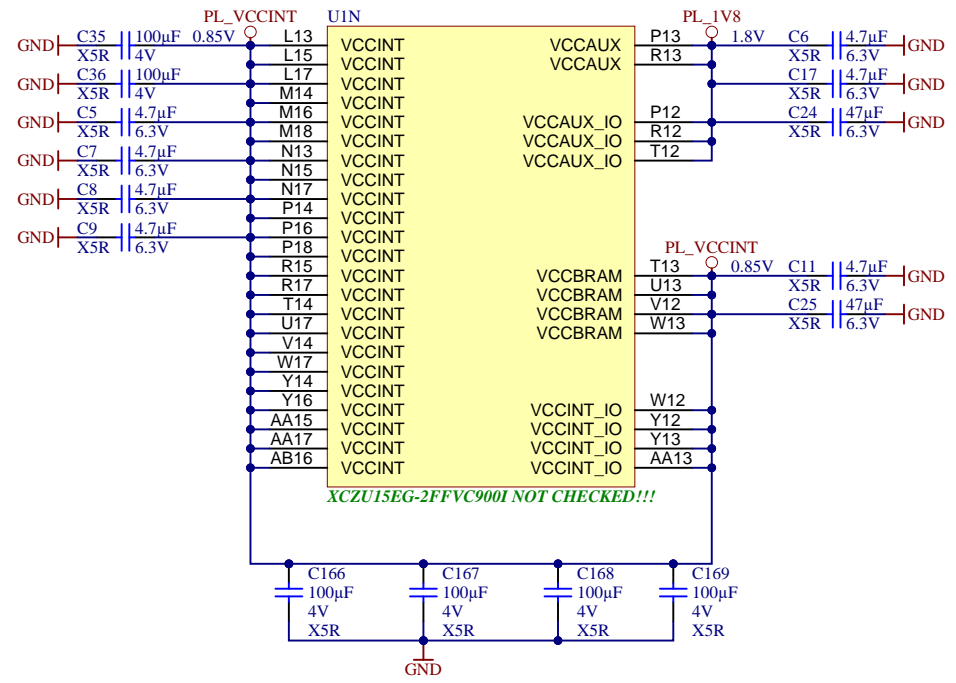 PL_VCCINT
U1N
PL_1V8
GND
C35
100µF
0.85V
X5R
4V
L13
VCCINT
L15
VCCINT
GND
C36
100µF
X5R
4V
L17
VCCINT
M14
VCCINT
GND
C5
4.7µF
X5R
6.3V
M16
VCCINT
M18
VCCINT
GND
C7
4.7µF
X5R
6.3V
N13
VCCINT
N15
VCCINT
GND
C8
4.7µF
X5R
6.3V
N17
VCCINT
P14
VCCINT
GND
C9
4.7µF
X5R
6.3V
P16
VCCINT
P18
VCCINT
R15
VCCINT
R17
VCCINT
T14
VCCINT
U17
VCCINT
V14
VCCINT
W17
VCCINT
Y14
VCCINT
Y16
VCCINT
AA15
VCCINT
AA17
VCCINT
AB16
VCCINT
VCCAUX
P13
1.8V
C6
4.7µF
GND
X5R
6.3V
VCCAUX
R13
C17
4.7µF
GND
X5R
6.3V
VCCAUX_IO
P12
C24
47µF
GND
X5R
6.3V
VCCAUX_IO
R12
VCCAUX_IO
T12
PL_VCCINT
VCCBRAM
T13
0.85V
C11
4.7µF
GND
X5R
6.3V
VCCBRAM
U13
VCCBRAM
V12
C25
47µF
GND
X5R
6.3V
VCCBRAM
W13
VCCINT_IO
W12
VCCINT_IO
Y12
VCCINT_IO
Y13
VCCINT_IO
AA13
XCZU15EG-2FFVC900I NOT CHECKED!!!
C166
100µF
4V
X5R
C167
100µF
4V
X5R
C168
100µF
4V
X5R
C169
100µF
4V
X5R
GND